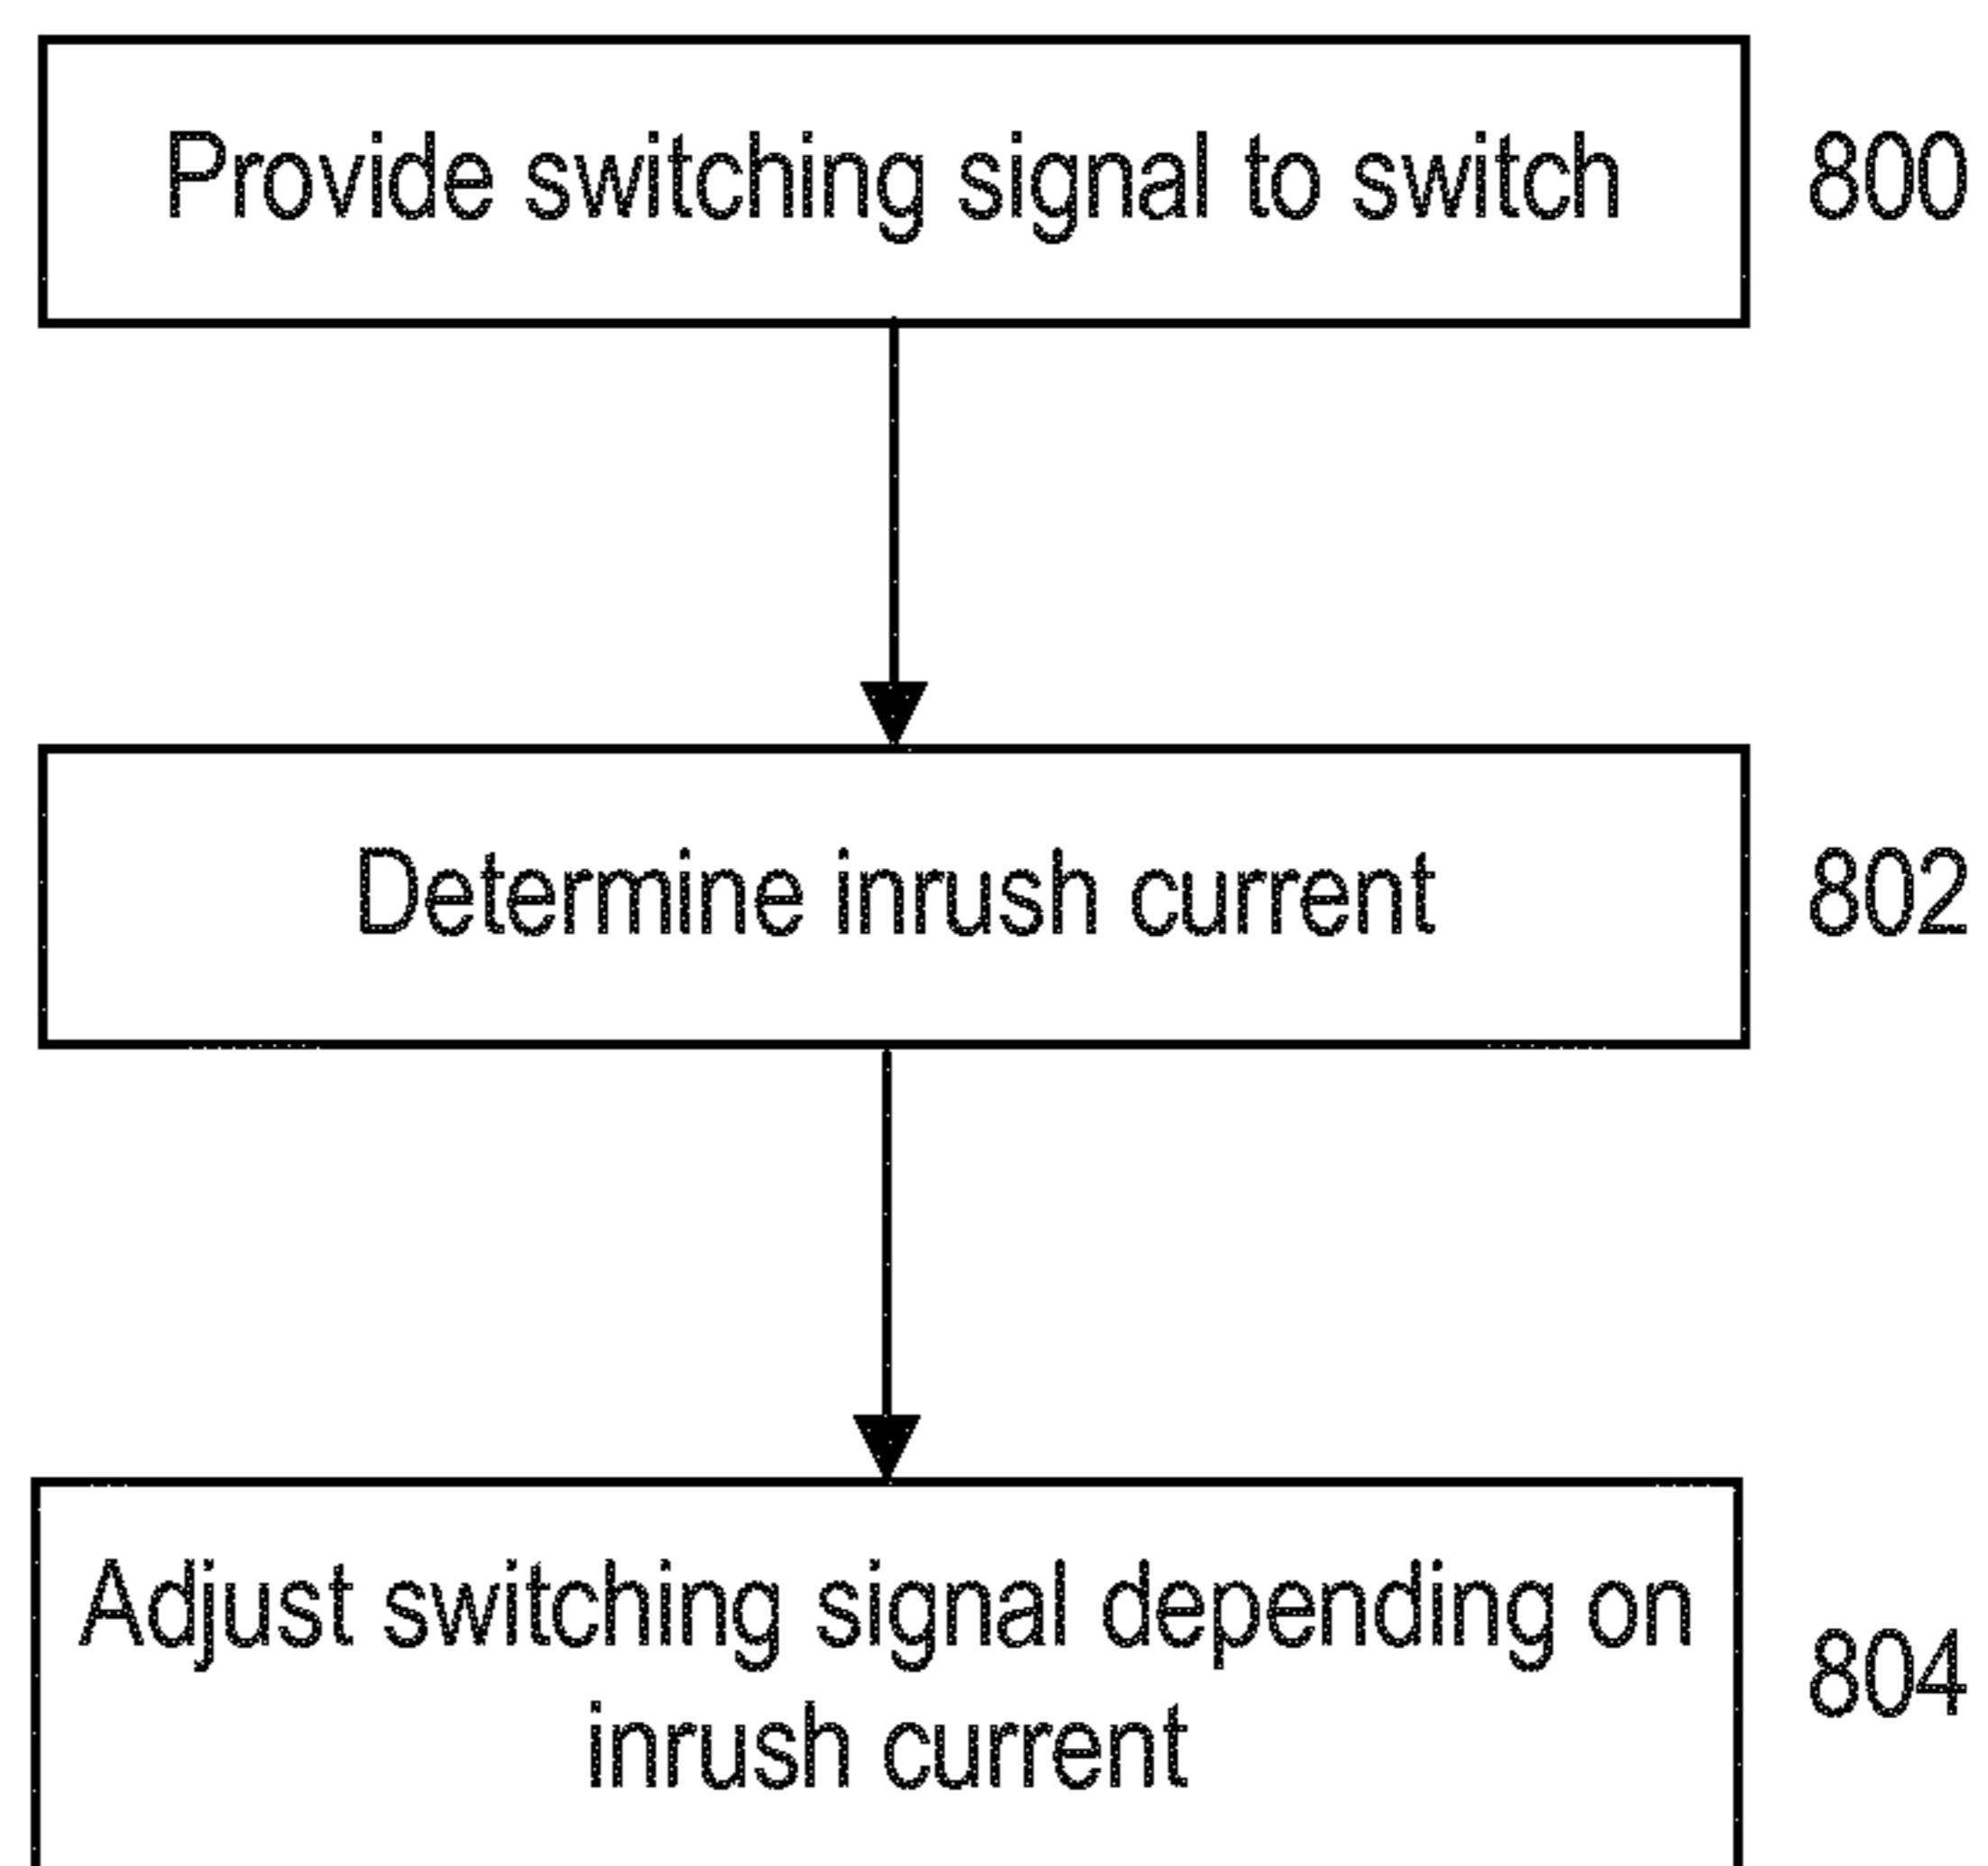 Provide switching signal to switch 800
Determine inrush current 802
Adjust switching signal depending on
inrush current
804